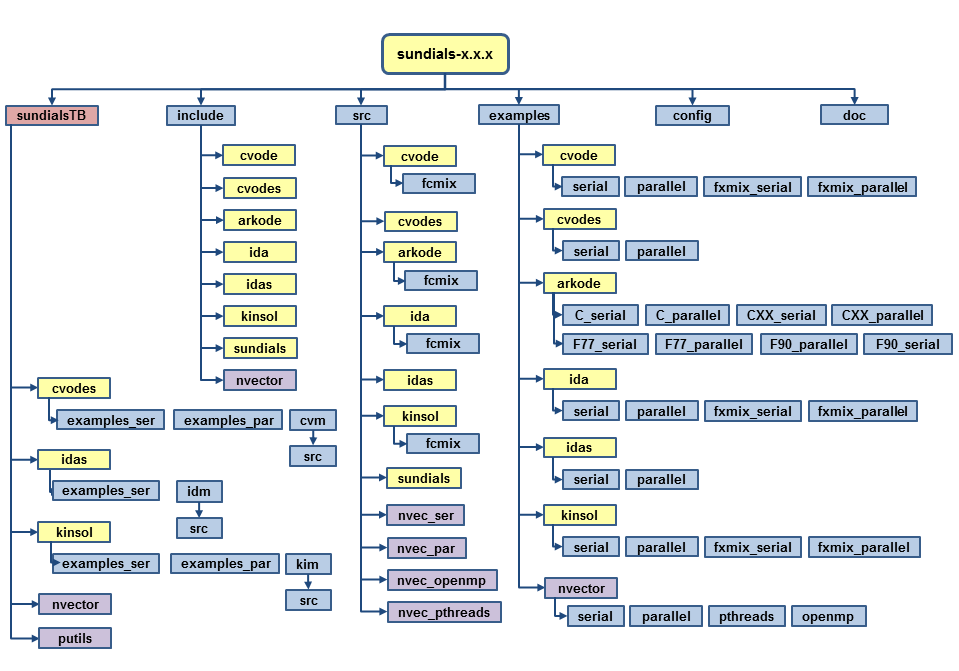 sundials-x.x.x
sundialsTB
include
src
examples
config
doc
cvodes
examples_ser
examples_par
cvm
src
idas
examples_ser
idm
src
kinsol
examples_ser
examples_par
kim
src
nvector
putils
cvode
cvodes
arkode
ida
idas
kinsol
sundials
nvector
cvode
fcmix
cvodes
arkode
fcmix
ida
fcmix
idas
kinsol
fcmix
sundials
nvec_ser
nvec_par
nvec_openmp
nvec_pthreads
cvode
serial
parallel
fxmix_serial
fxmix_parallel
cvodes
serial
parallel
arkode
C_serial
C_parallel
CXX_serial
CXX_parallel
F77_serial
F77_parallel
F90_parallel
F90_serial
ida
serial
parallel
fxmix_serial
fxmix_parallel
idas
serial
parallel
kinsol
serial
parallel
fxmix_serial
fxmix_parallel
nvector
serial
parallel
pthreads
openmp